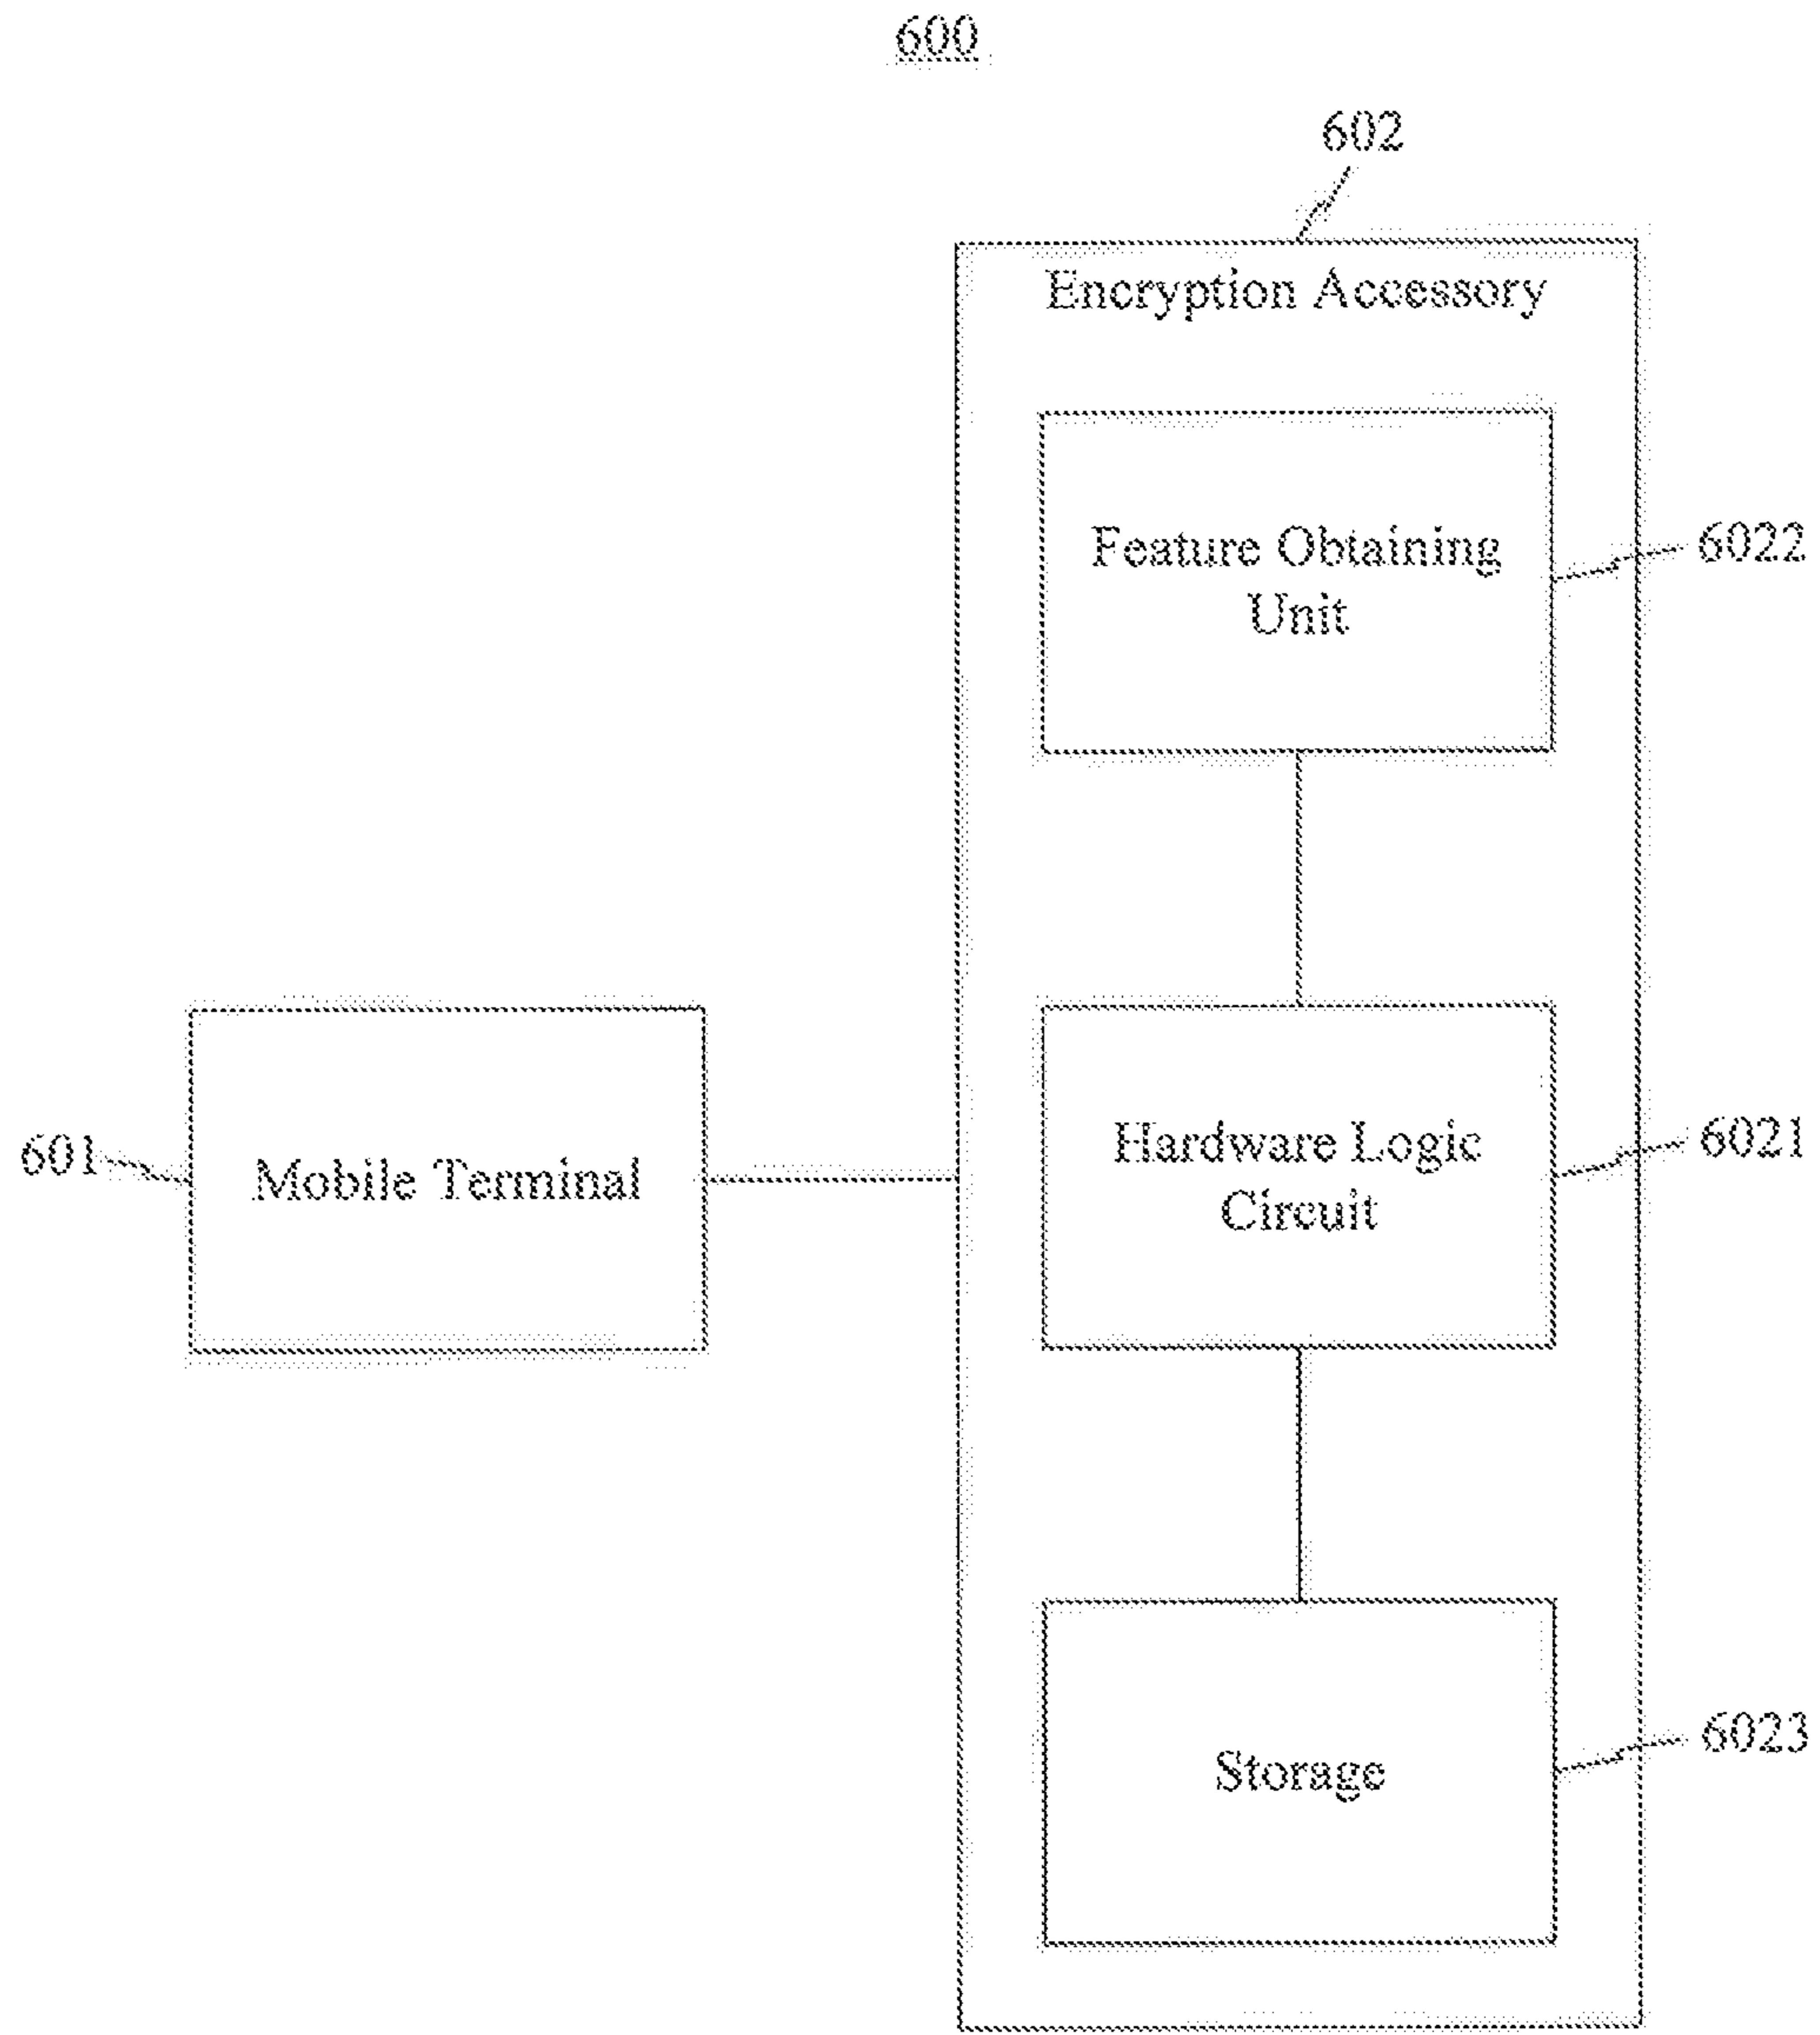 600
602
Encryption Accessory
Feature Obtaining
Unit
6022
601
Mobile Terminal
Hardware Logic
Circuit
6021
Storage
6023